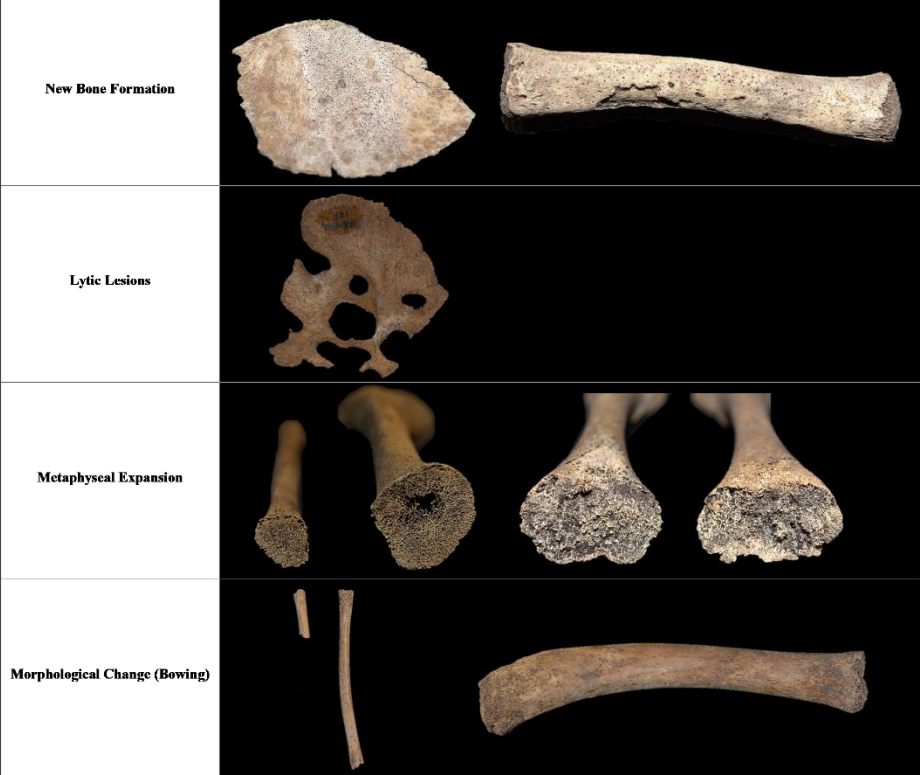 New Bone Formation
Lytic Lesions
Metaphyseal Expansion
Morphological Change (Bowing)